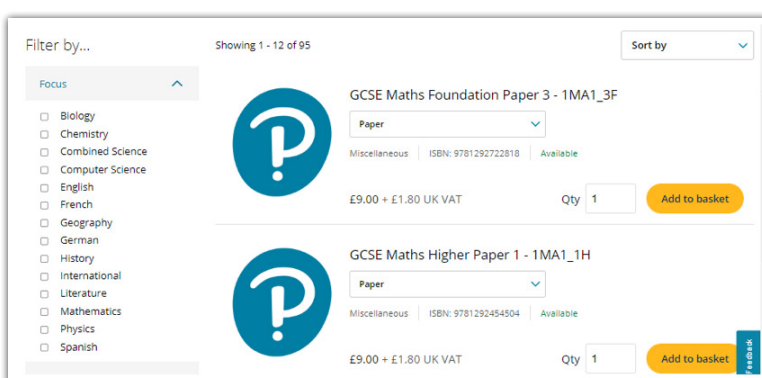 Filter by...
Showing 1 - 12 of 95
Sort by
Focus
Biology
Chemistry
Combined Science
Computer Science
English
French
Geography
German
History
International
Literature
Mathematics
Physics
Spanish
GCSE Maths Foundation Paper 3 - 1MA1_3F
Paper
Miscellaneous ISBN: 9781292722818 Available
£9.00 + £1.80 UK VAT Qty 1 Add to basket
GCSE Maths Higher Paper 1 - 1MA1_1H
Paper
Miscellaneous ISBN: 9781292454504 Available
£9.00 + £1.80 UK VAT Qty 1 Add to basket
Feedback